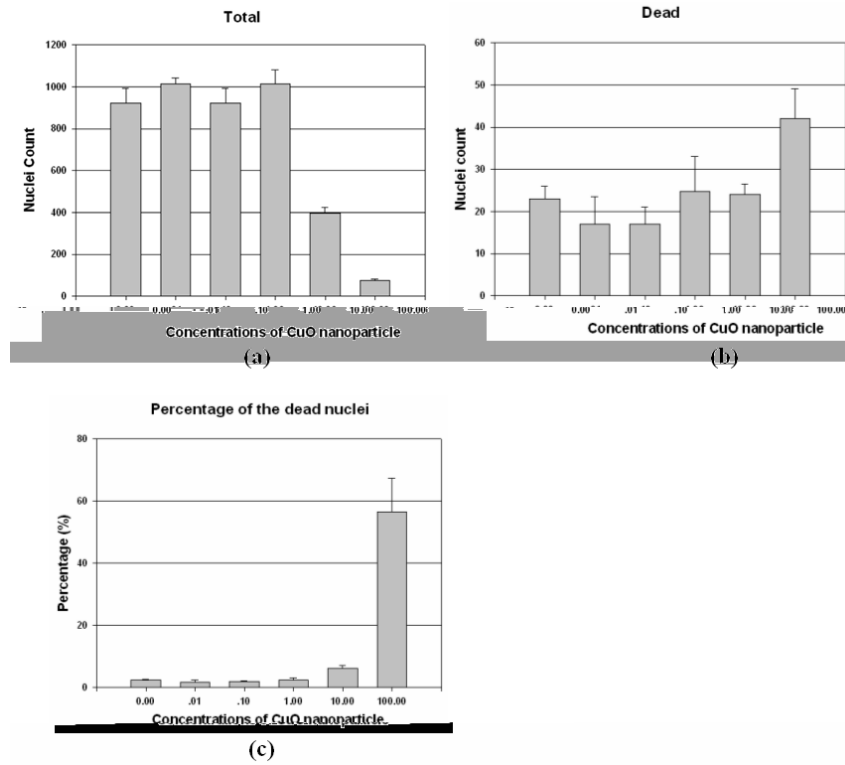 Total
1200
1000
800
600
400
200
0
Nuclei Count
Concentrations of CuO nanoparticle
(a)
Dead
60
50
40
30
20
10
0
Nuclei count
Concentrations of CuO nanoparticle
(b)
Percentage of the dead nuclei
80
60
40
20
0
Percentage (%)
0.00 .01 .10 1.00 10.00 100.00
Concentrations of CuO nanoparticle
(c)